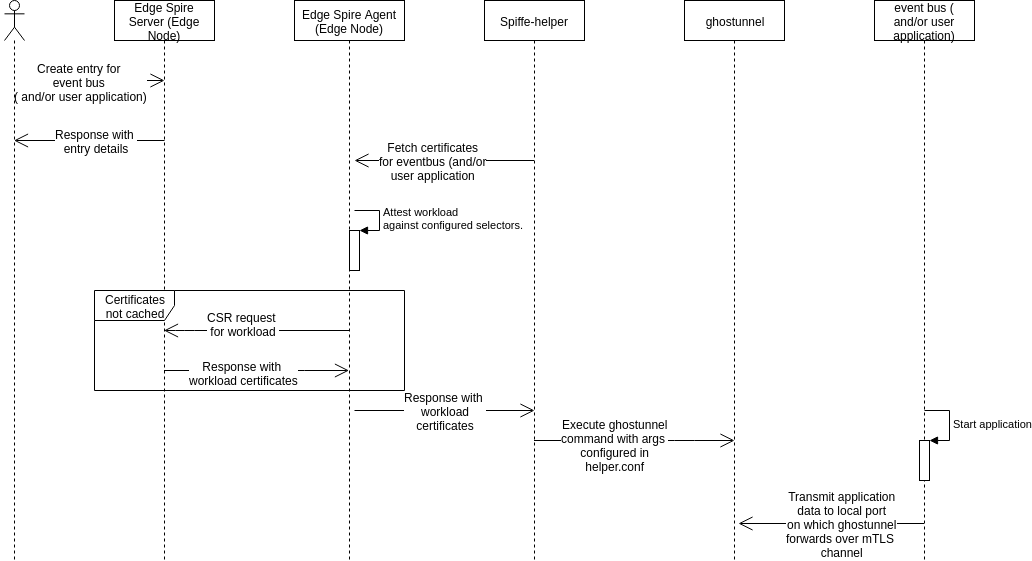 Edge Spire
Server (Edge
Node)
Edge Spire Agent
(Edge Node)
Spiffe-helper
ghostunnel
event bus (
and/or user
application)
Create entry for
event bus
( and/or user application)
Response with
entry details
Fetch certificates
for eventbus (and/or
user application
Attest workload
against configured selectors.
Certificates
not cached
CSR request
for workload
Response with
workload certificates
Response with
workload
certificates
Execute ghostunnel
command with args
configured in
helper.conf
Start application
Transmit application
data to local port
on which ghostunnel
forwards over mTLS
channel